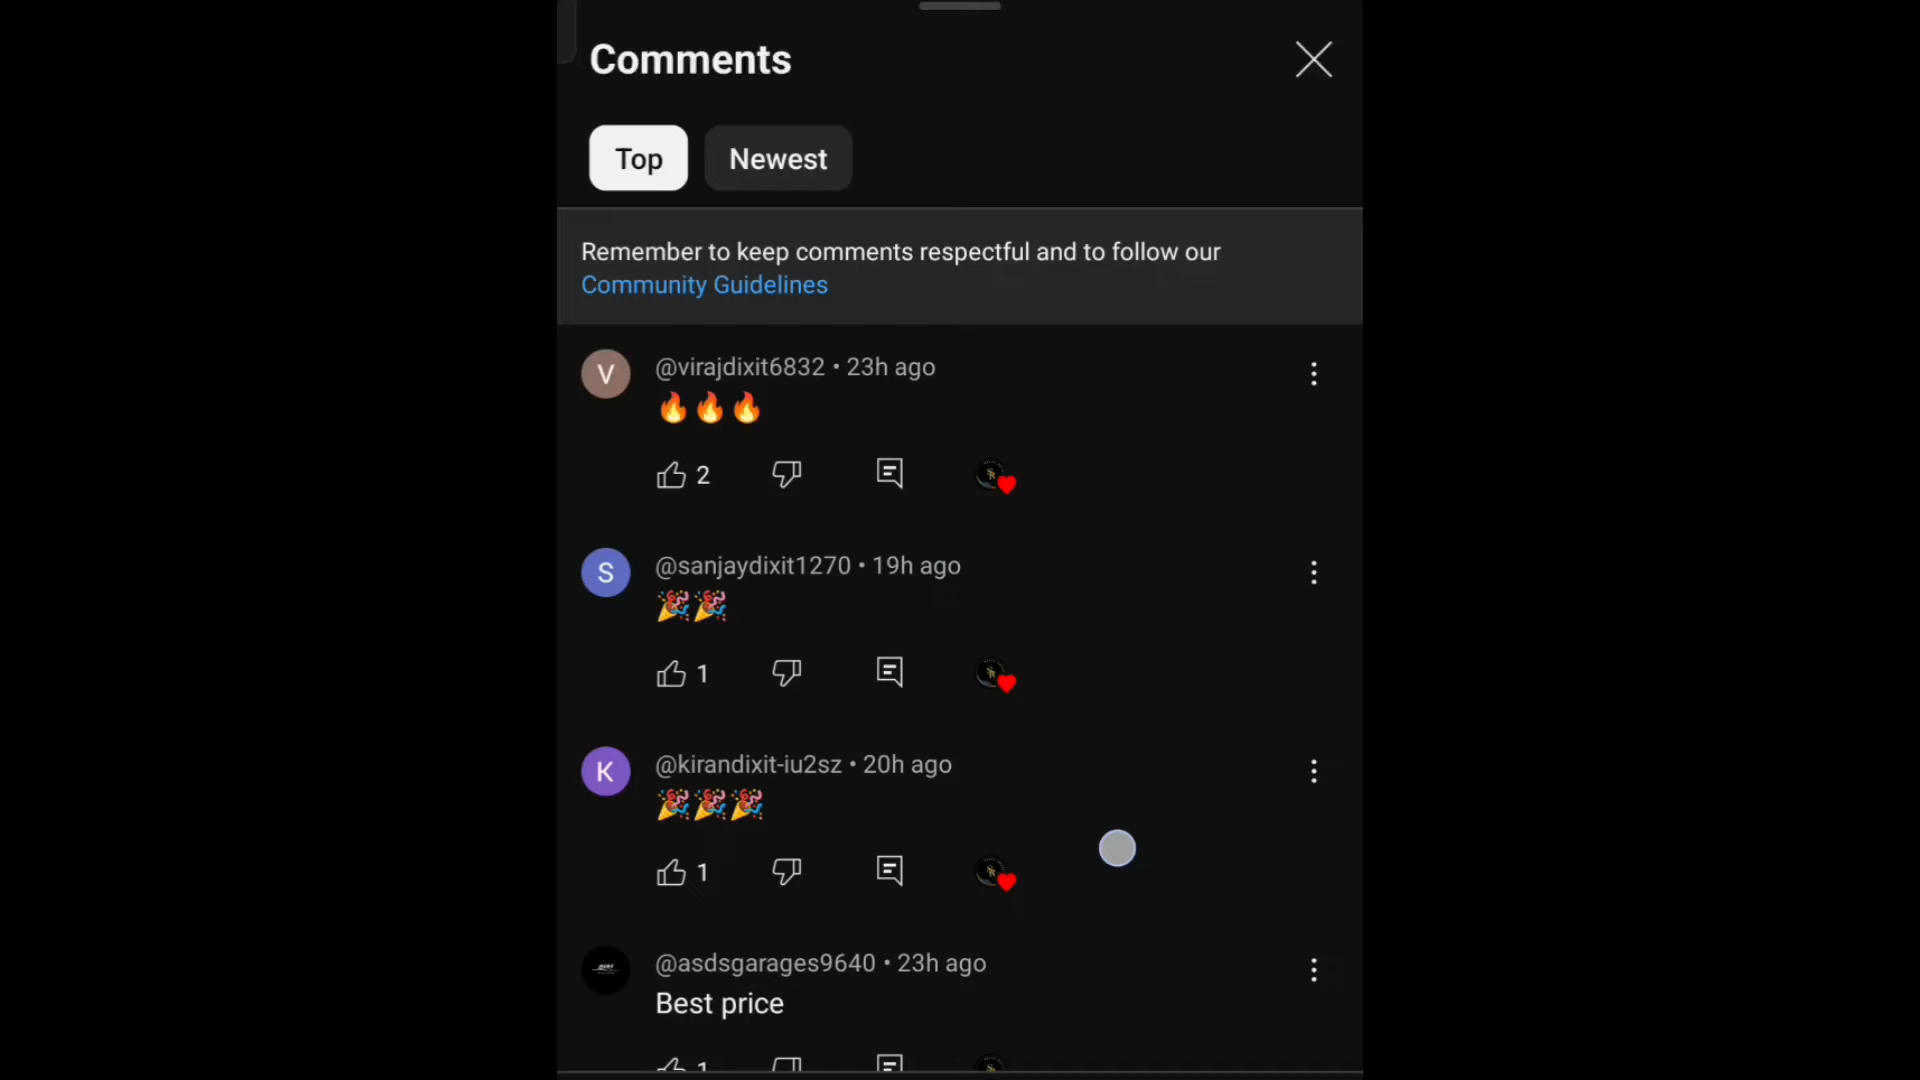 Comments
Top Newest
Remember to keep comments respectful and to follow our
Community Guidelines
V @virajdixit6832 • 23h ago
🔥🔥🔥
2
S @sanjaydixit1270 • 19h ago
🎉🎉
1
K @kirandixit-iu2sz • 20h ago
🎉🎉🎉
1
@asdsgarages9640 • 23h ago
Best price
1